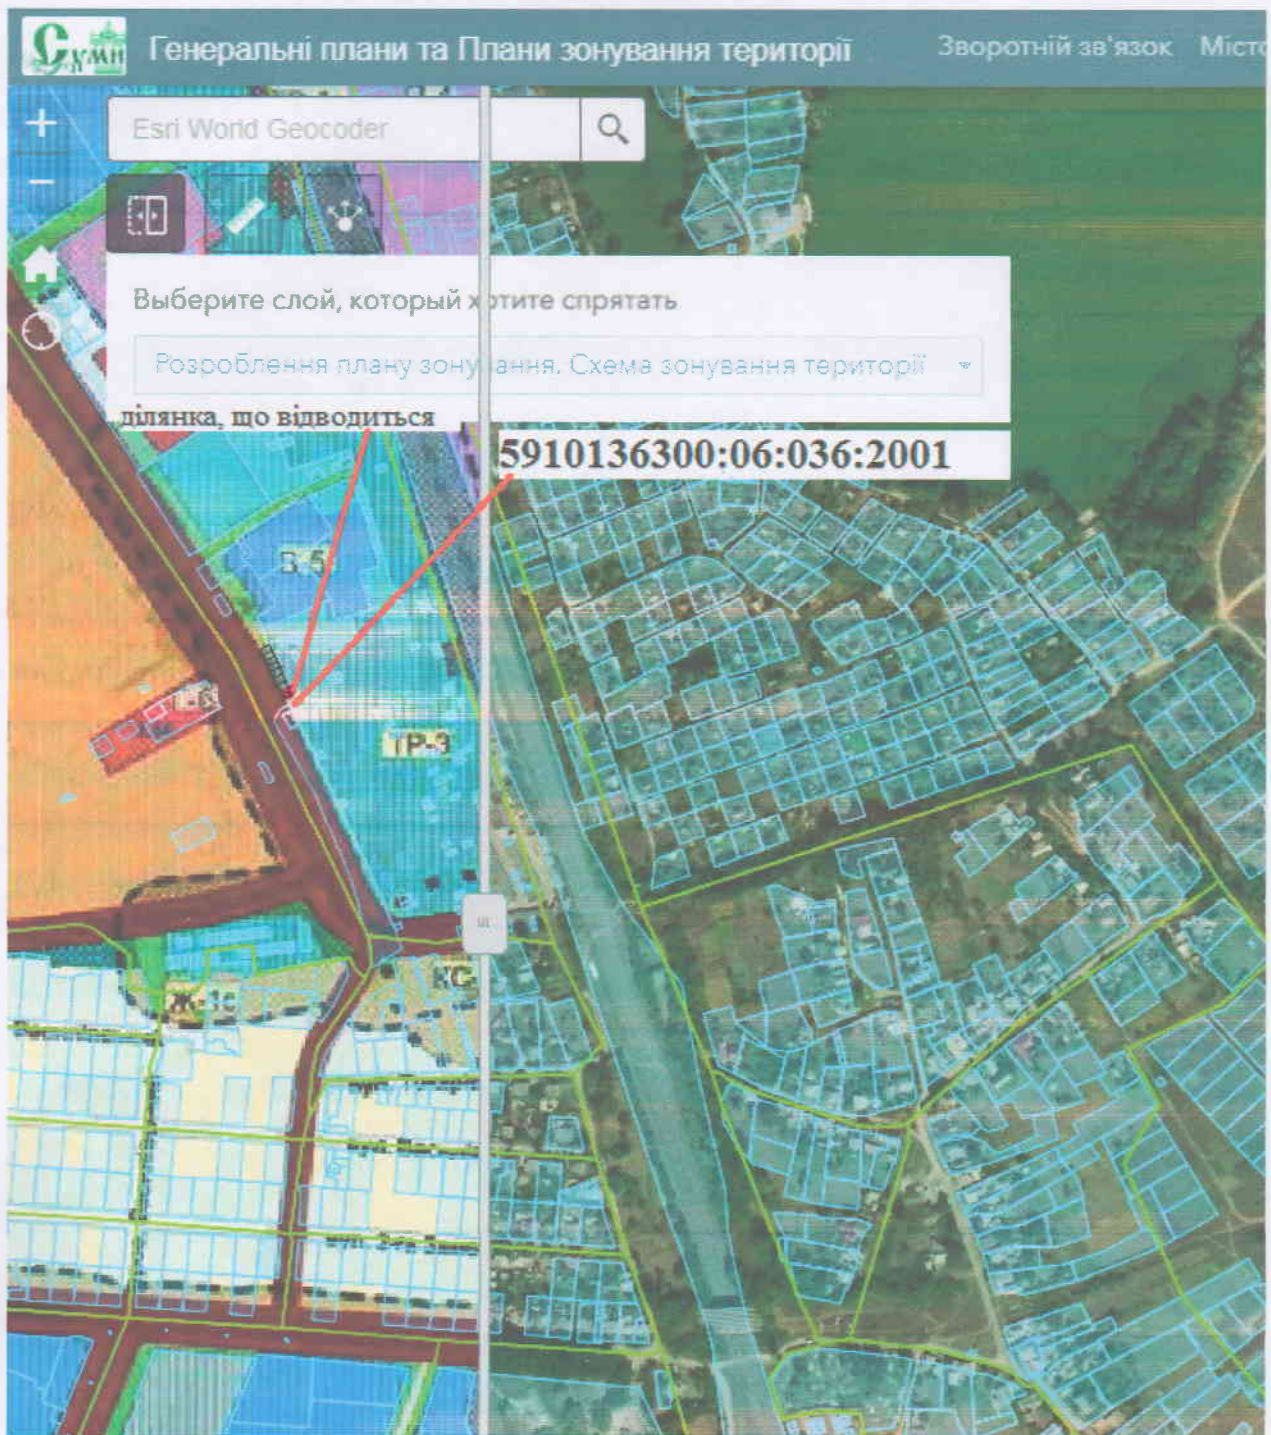 Суми
Генеральні плани та Плани зонування території
Зворотній зв'язок
Esri World Geocoder
Выберите слой, который хотите спрятать
Розроблення плану зонування. Схема зонування території
ділянка, що відводиться
5910136300:06:036:2001
В-5
ТР-3